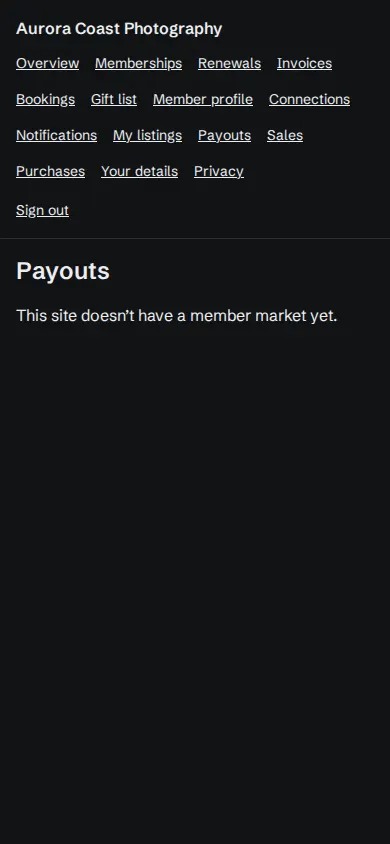 Aurora Coast Photography
Overview Memberships Renewals Invoices
Bookings Gift list Member profile Connections
Notifications My listings Payouts Sales
Purchases Your details Privacy
Sign out
Payouts
This site doesn’t have a member market yet.